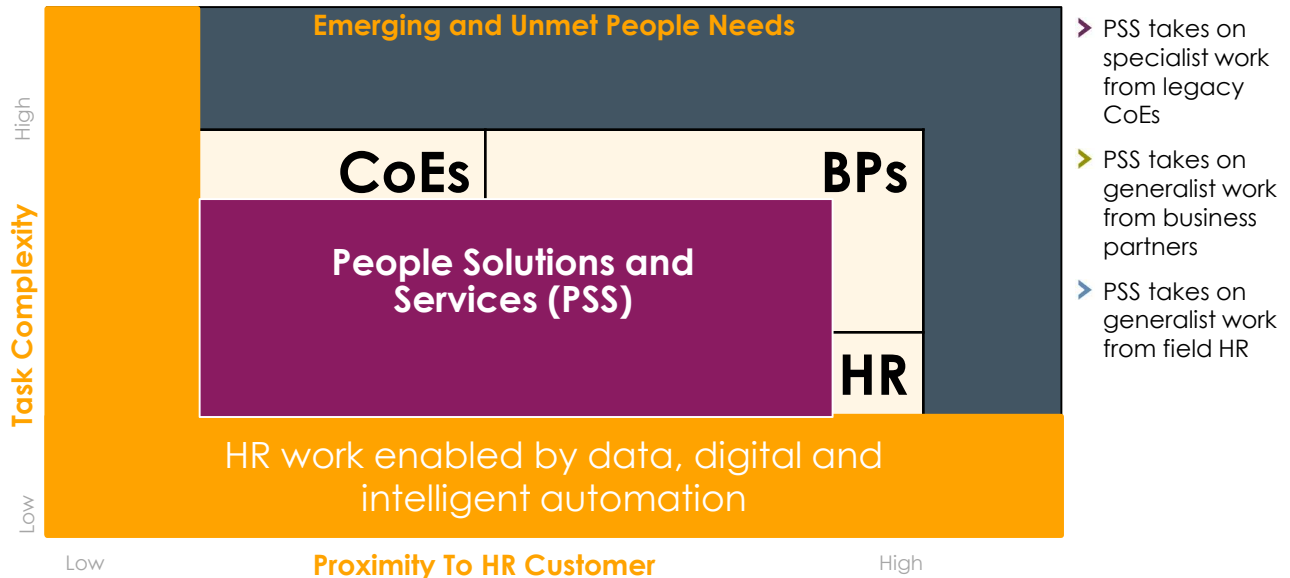 Emerging and Unmet People Needs
CoEs
BPs
People Solutions and
Services (PSS)
HR
HR work enabled by data, digital and
intelligent automation
High
Task Complexity
Low
Low
Proximity To HR Customer
High
PSS takes on
specialist work
from legacy
CoEs
PSS takes on
generalist work
from business
partners
PSS takes on
generalist work
from field HR